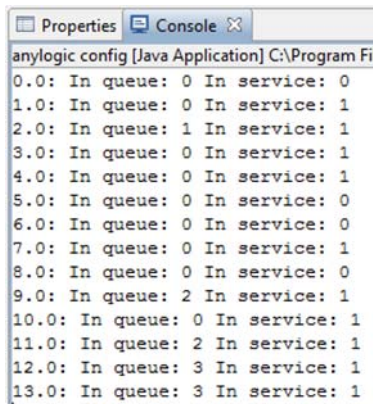 Properties Console
anylogic config [Java Application] C:\Program Fi
0.0: In queue: 0 In service: 0
1.0: In queue: 0 In service: 1
2.0: In queue: 1 In service: 1
3.0: In queue: 0 In service: 1
4.0: In queue: 0 In service: 1
5.0: In queue: 0 In service: 0
6.0: In queue: 0 In service: 0
7.0: In queue: 0 In service: 1
8.0: In queue: 0 In service: 0
9.0: In queue: 2 In service: 1
10.0: In queue: 0 In service: 1
11.0: In queue: 2 In service: 1
12.0: In queue: 3 In service: 1
13.0: In queue: 3 In service: 1